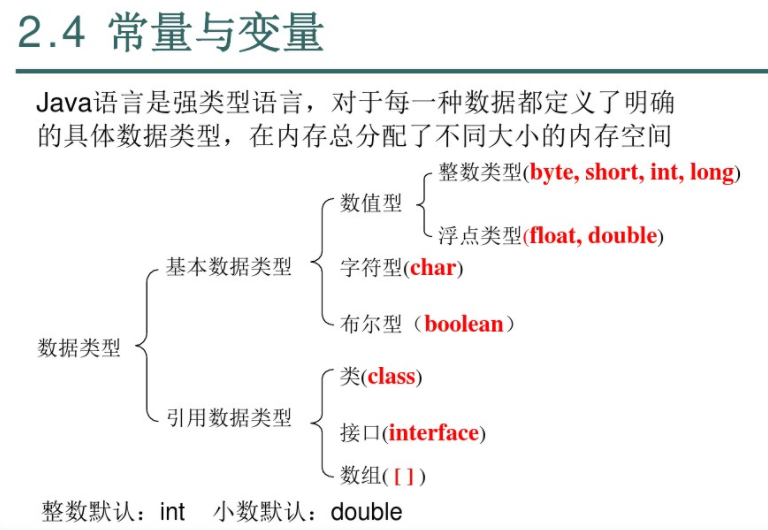 2.4 常量与变量
Java语言是强类型语言，对于每一种数据都定义了明确
的具体数据类型，在内存总分配了不同大小的内存空间
整数类型(byte, short, int, long)
数值型
浮点类型(float, double)
基本数据类型
字符型(char)
布尔型（boolean）
数据类型
类(class)
引用数据类型
接口(interface)
数组([ ])
整数默认：int 小数默认：double